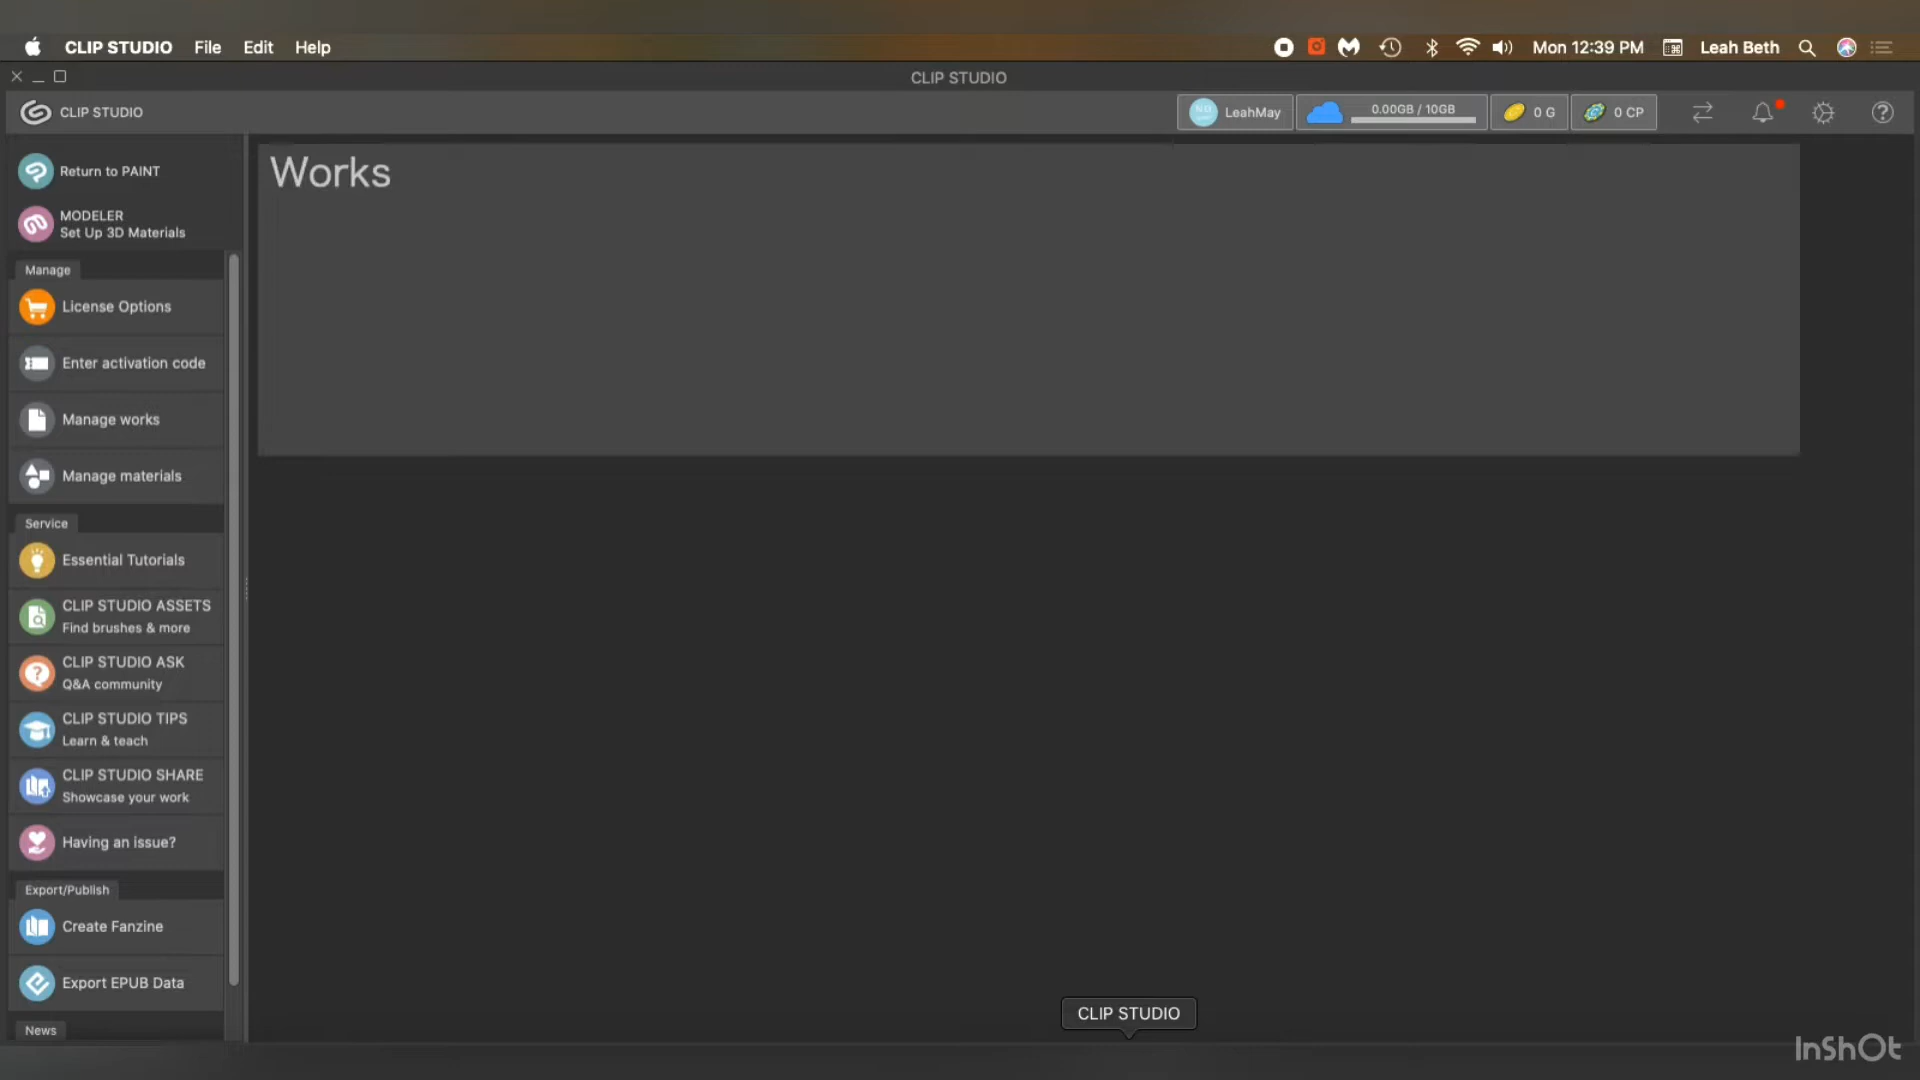 CLIP STUDIO File Edit Help Mon 12:39 PM Leah Beth
CLIP STUDIO
CLIP STUDIO LeahMay 0.00GB / 10GB 0 G 0 CP
Return to PAINT
MODELER
Set Up 3D Materials
Manage
License Options
Enter activation code
Manage works
Manage materials
Service
Essential Tutorials
CLIP STUDIO ASSETS
Find brushes & more
CLIP STUDIO ASK
Q&A community
CLIP STUDIO TIPS
Learn & teach
CLIP STUDIO SHARE
Showcase your work
Having an issue?
Export/Publish
Create Fanzine
Export EPUB Data
News
Works
CLIP STUDIO
InShOt